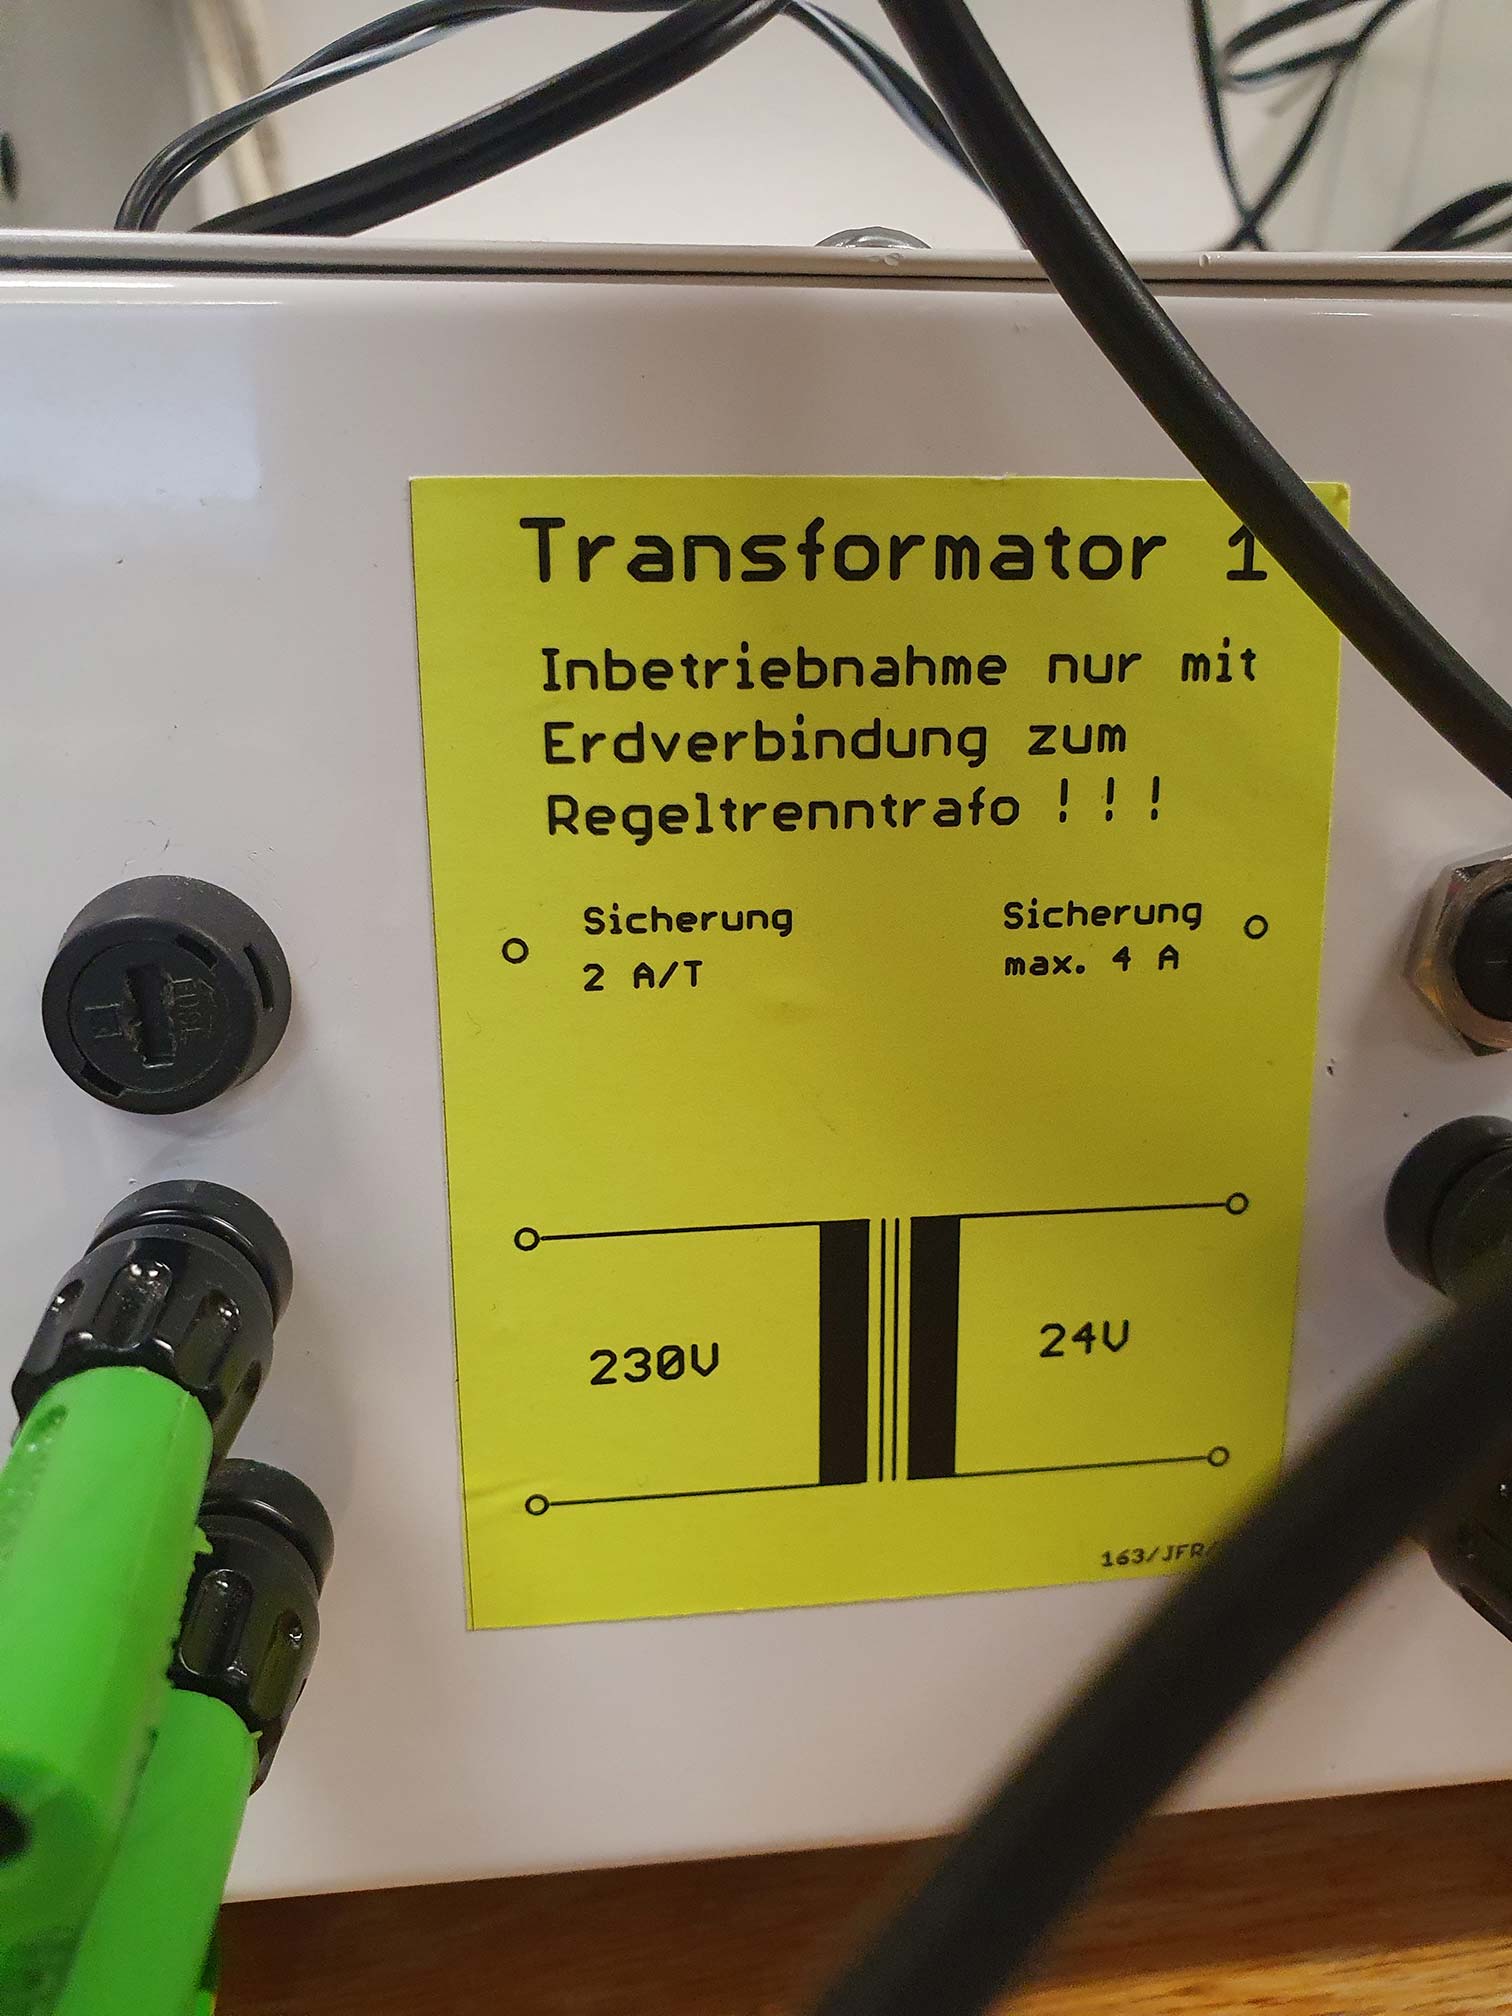 Transformator 1
Inbetriebnahme nur mit
Erdverbindung zum
Regeltrenntrafo !!!
Sicherung
2 A/T
Sicherung
max. 4 A
230V
24V
163/JFR/